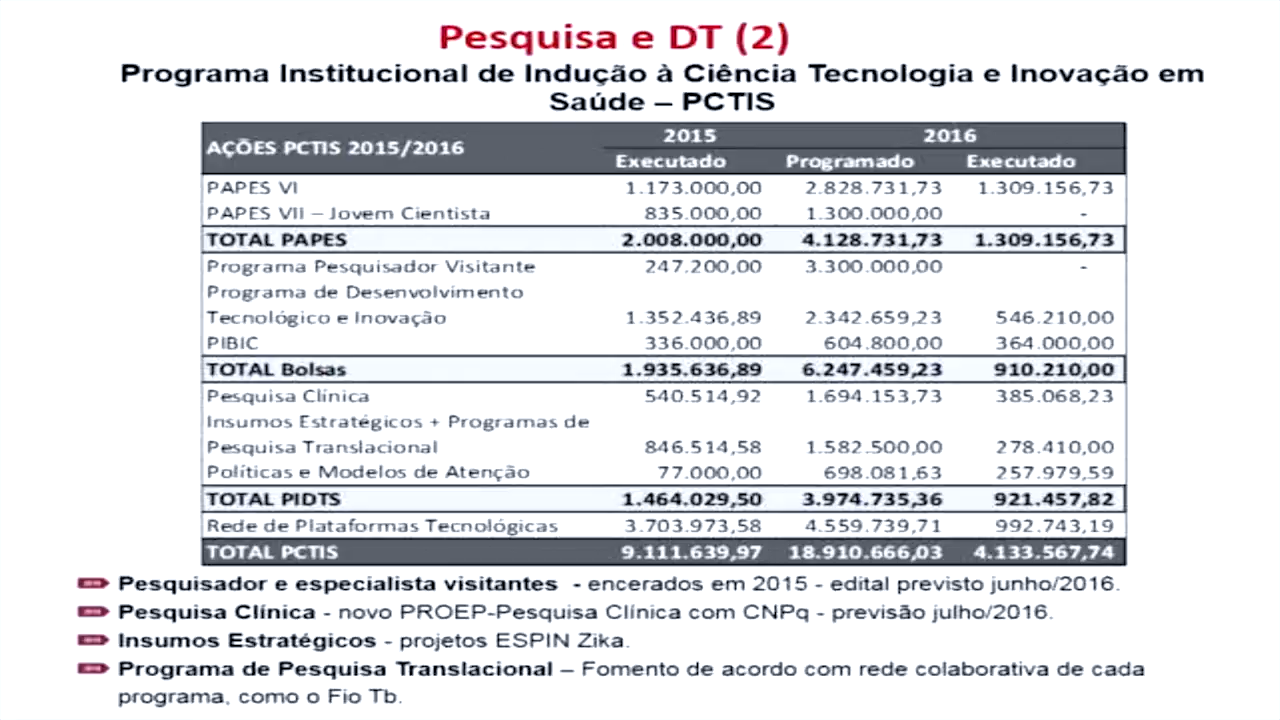 Pesquisa e DT (2)
Programa Institucional de Indução à Ciência Tecnologia e Inovação em
Saúde – PCTIS
AÇÕES PCTIS 2015/2016 2015 2016
Executado Programado Executado
PAPES VI 1.173.000,00 2.828.731,73 1.309.156,73
PAPES VII – Jovem Cientista 835.000,00 1.300.000,00 -
TOTAL PAPES 2.008.000,00 4.128.731,73 1.309.156,73
Programa Pesquisador Visitante 247.200,00 3.300.000,00 -
Programa de Desenvolvimento
Tecnológico e Inovação 1.352.436,89 2.342.659,23 546.210,00
PIBIC 336.000,00 604.800,00 364.000,00
TOTAL Bolsas 1.935.636,89 6.247.459,23 910.210,00
Pesquisa Clínica 540.514,92 1.694.153,73 385.068,23
Insumos Estratégicos + Programas de
Pesquisa Translacional 846.514,58 1.582.500,00 278.410,00
Políticas e Modelos de Atenção 77.000,00 698.081,63 257.979,59
TOTAL PIDTS 1.464.029,50 3.974.735,36 921.457,82
Rede de Plataformas Tecnológicas 3.703.973,58 4.559.739,71 992.743,19
TOTAL PCTIS 9.111.639,97 18.910.666,03 4.133.567,74
Pesquisador e especialista visitantes - encerados em 2015 - edital previsto junho/2016.
Pesquisa Clínica - novo PROEP-Pesquisa Clínica com CNPq - previsão julho/2016.
Insumos Estratégicos - projetos ESPIN Zika.
Programa de Pesquisa Translacional – Fomento de acordo com rede colaborativa de cada
programa, como o Fio Tb.